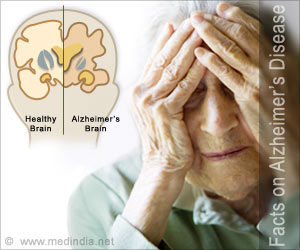 Healthy
Brain
Alzheimer's
Brain
Facts on Alzheimer's Disease
www.medindia.net